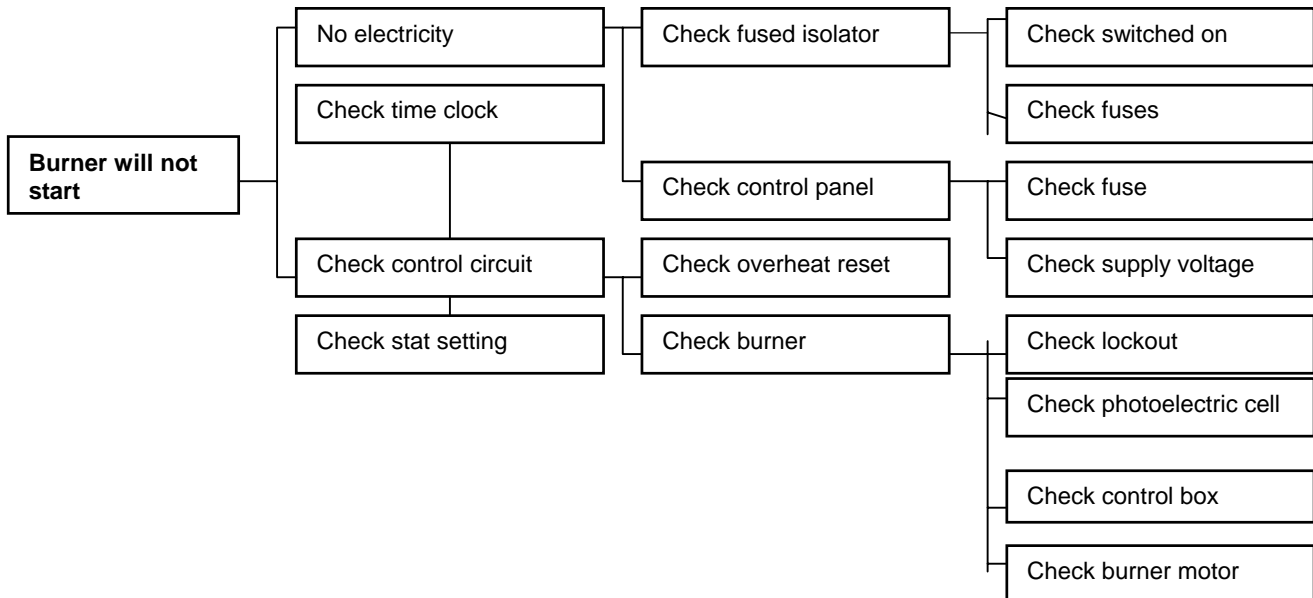 No electricity
Check fused isolator
Check switched on
Check time clock
Check fuses
Burner will not
start
Check control panel
Check fuse
Check control circuit
Check overheat reset
Check supply voltage
Check stat setting
Check burner
Check lockout
Check photoelectric cell
Check control box
Check burner motor